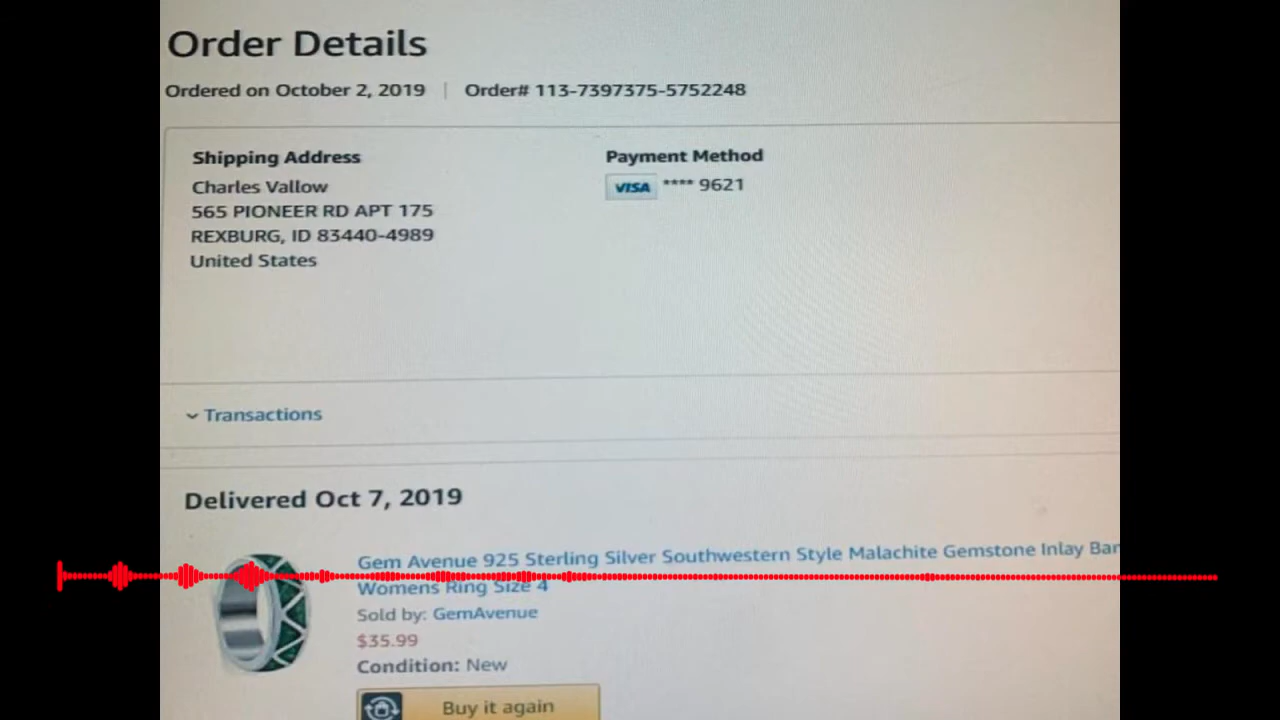 Order Details
Ordered on October 2, 2019 | Order# 113-7397375-5752248
Shipping Address
Payment Method
Charles Vallow
VISA **** 9621
565 PIONEER RD APT 175
REXBURG, ID 83440-4989
United States
Transactions
Delivered Oct 7, 2019
Gem Avenue 925 Sterling Silver Southwestern Style Malachite Gemstone Inlay
Womens Ring Size 4
Sold by: GemAvenue
$35.99
Condition: New
Buy it again